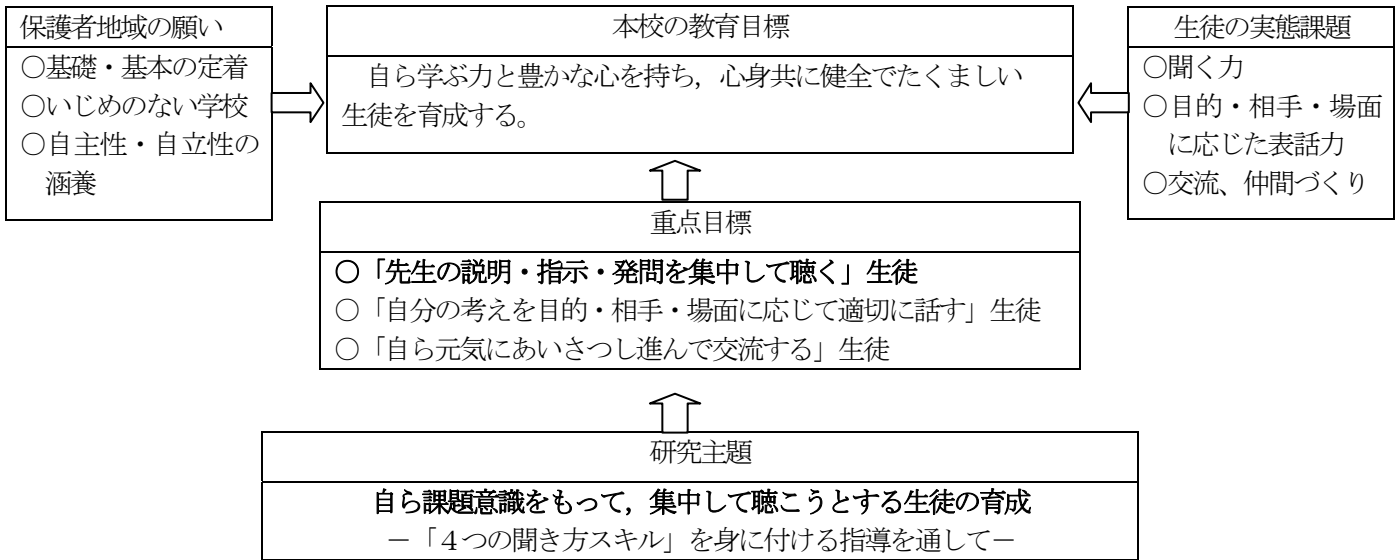 保護者地域の願い
○基礎・基本の定着
○いじめのない学校
○自主性・自立性の
涵養
本校の教育目標
自ら学ぶ力と豊かな心を持ち，心身共に健全でたくましい
生徒を育成する。
生徒の実態課題
○聞く力
○目的・相手・場面
に応じた表話力
○交流、仲間づくり
重点目標
○「先生の説明・指示・発問を集中して聴く」生徒
○「自分の考えを目的・相手・場面に応じて適切に話す」生徒
○「自ら元気にあいさつし進んで交流する」生徒
研究主題
自ら課題意識をもって，集中して聴こうとする生徒の育成
－「４つの聞き方スキル」を身に付ける指導を通して－